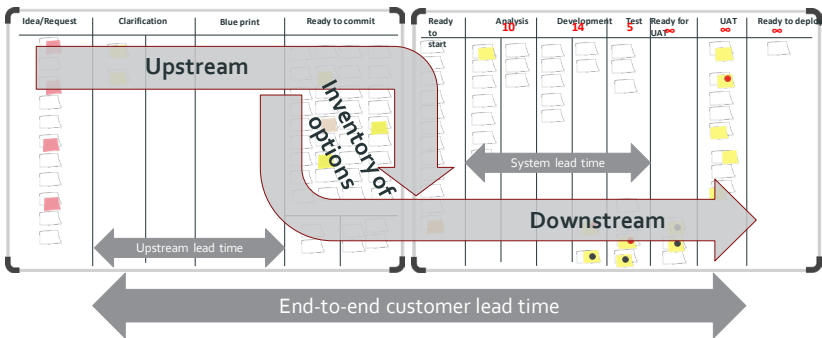 Idea/Request Clarification Blue print Ready to commit
Ready to start Analysis Development Test Ready for UAT UAT Ready to deploy
10 14 5 ∞ ∞ ∞
Upstream
Inventory of
options
System lead time
Downstream
Upstream lead time
End-to-end customer lead time